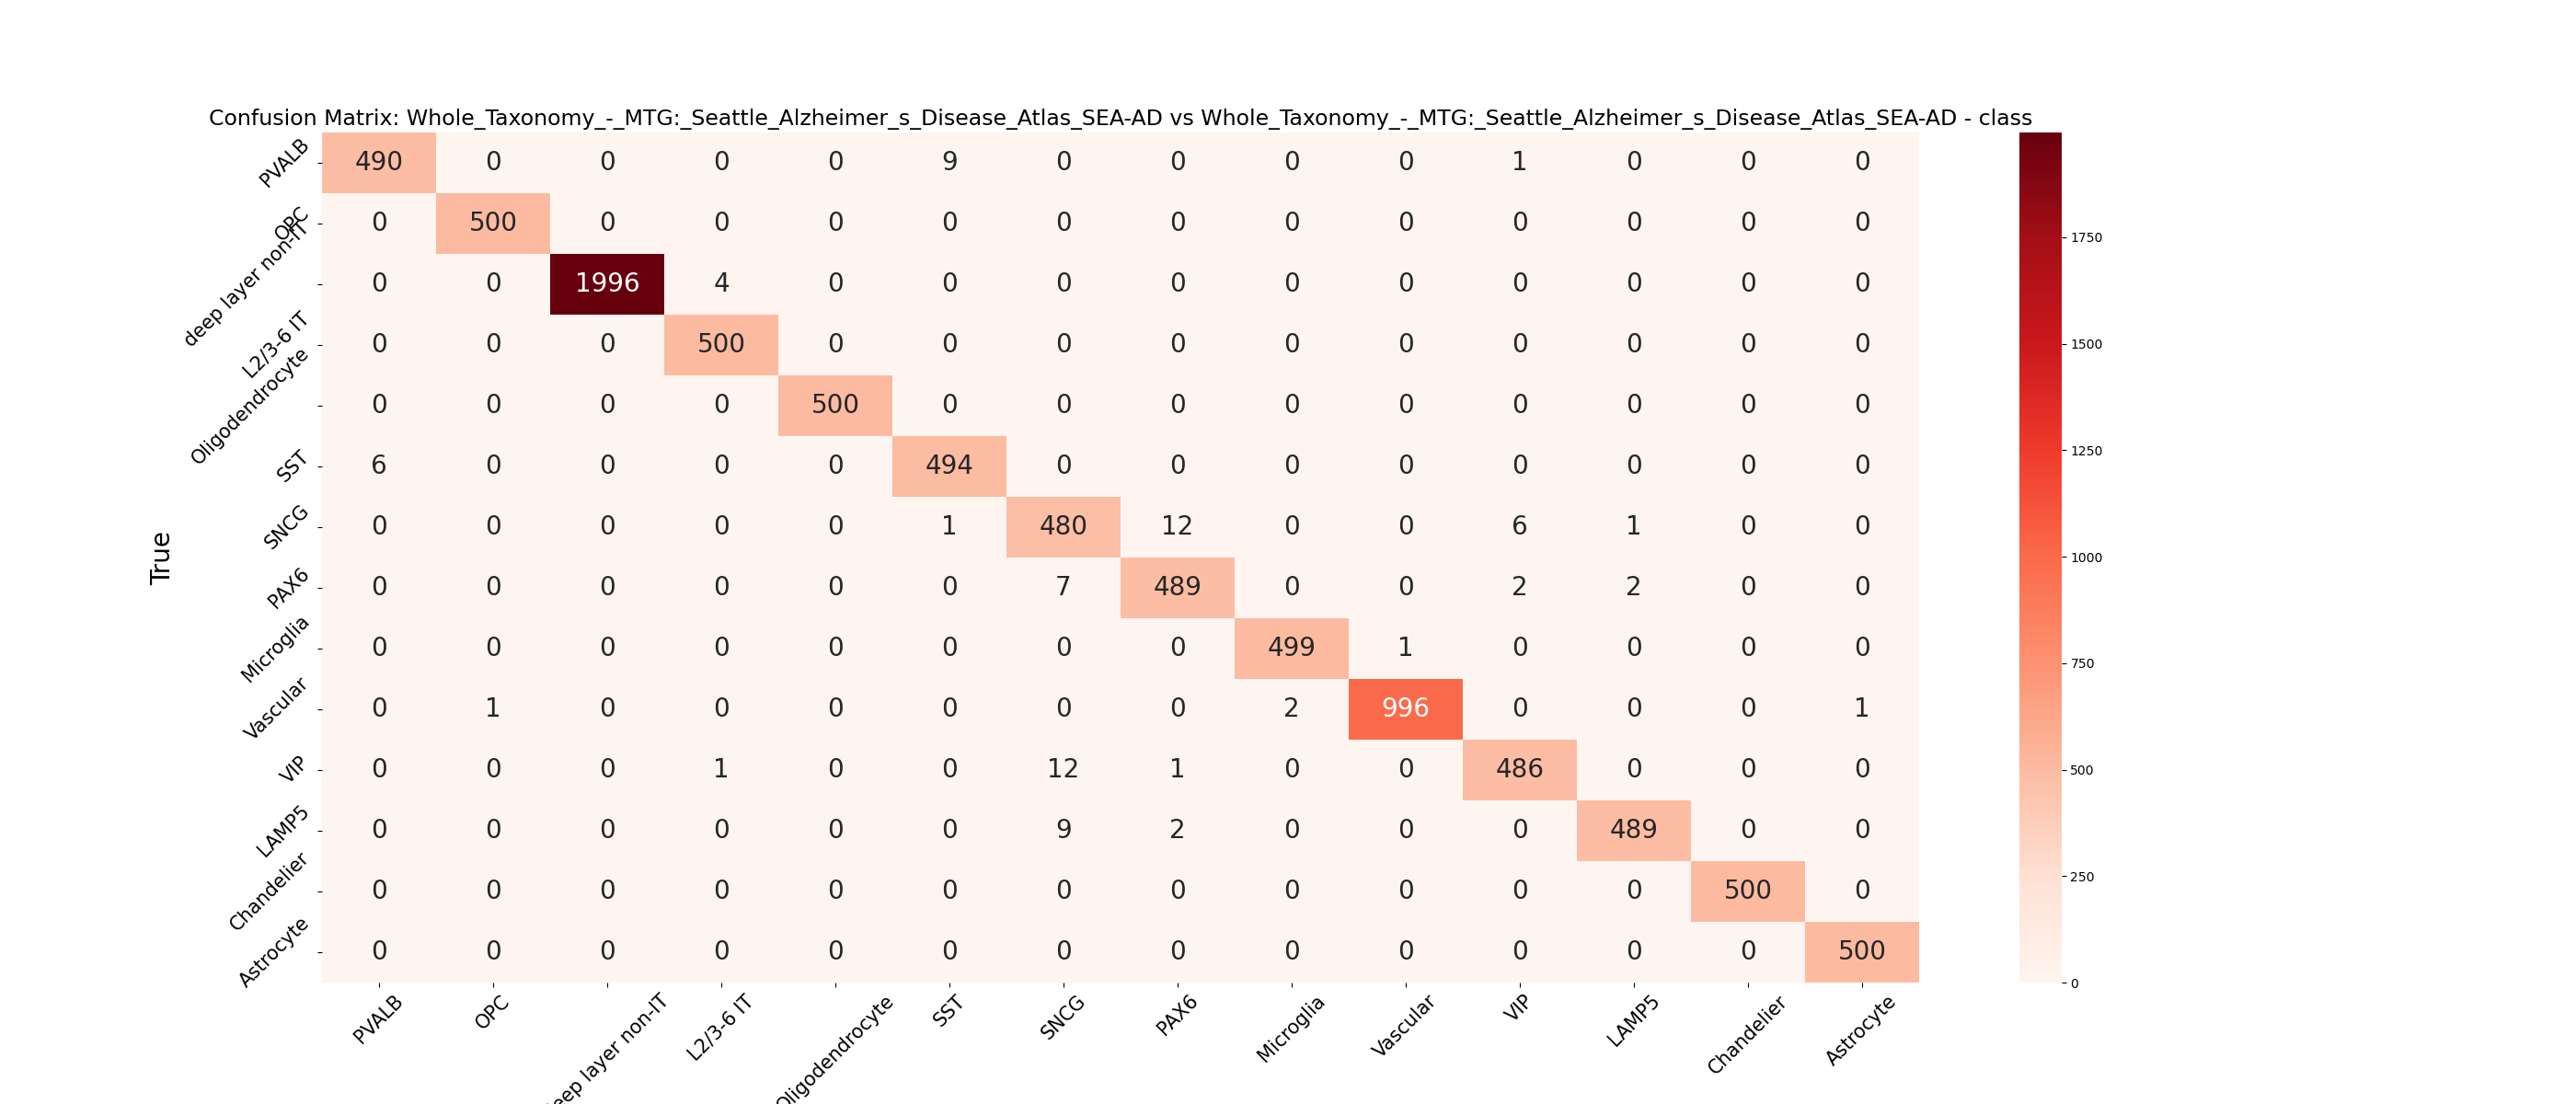 Confusion Matrix: Whole_Taxonomy_-_MTG:_Seattle_Alzheimer_s_Disease_Atlas_SEA-AD vs Whole_Taxonomy_-_MTG:_Seattle_Alzheimer_s_Disease_Atlas_SEA-AD - class
PVALB 490 0 0 0 0 9 0 0 0 0 1 0 0 0
OPC 0 500 0 0 0 0 0 0 0 0 0 0 0 0
deep layer non-IT 0 0 1996 4 0 0 0 0 0 0 0 0 0 0
L2/3-6 IT 0 0 0 500 0 0 0 0 0 0 0 0 0 0
Oligodendrocyte 0 0 0 0 500 0 0 0 0 0 0 0 0 0
SST 6 0 0 0 0 494 0 0 0 0 0 0 0 0
SNCG 0 0 0 0 0 1 480 12 0 0 6 1 0 0
PAX6 0 0 0 0 0 0 7 489 0 0 2 2 0 0
Microglia 0 0 0 0 0 0 0 0 499 1 0 0 0 0
Vascular 0 1 0 0 0 0 0 0 2 996 0 0 0 1
VIP 0 0 0 1 0 0 12 1 0 0 486 0 0 0
LAMP5 0 0 0 0 0 0 9 2 0 0 0 489 0 0
Chandelier 0 0 0 0 0 0 0 0 0 0 0 0 500 0
Astrocyte 0 0 0 0 0 0 0 0 0 0 0 0 0 500
True
PVALB OPC layer non-IT L2/3-6 IT Oligodendrocyte SST SNCG PAX6 Microglia Vascular VIP LAMP5 Chandelier Astrocyte
1750
1500
1250
1000
750
500
250
0